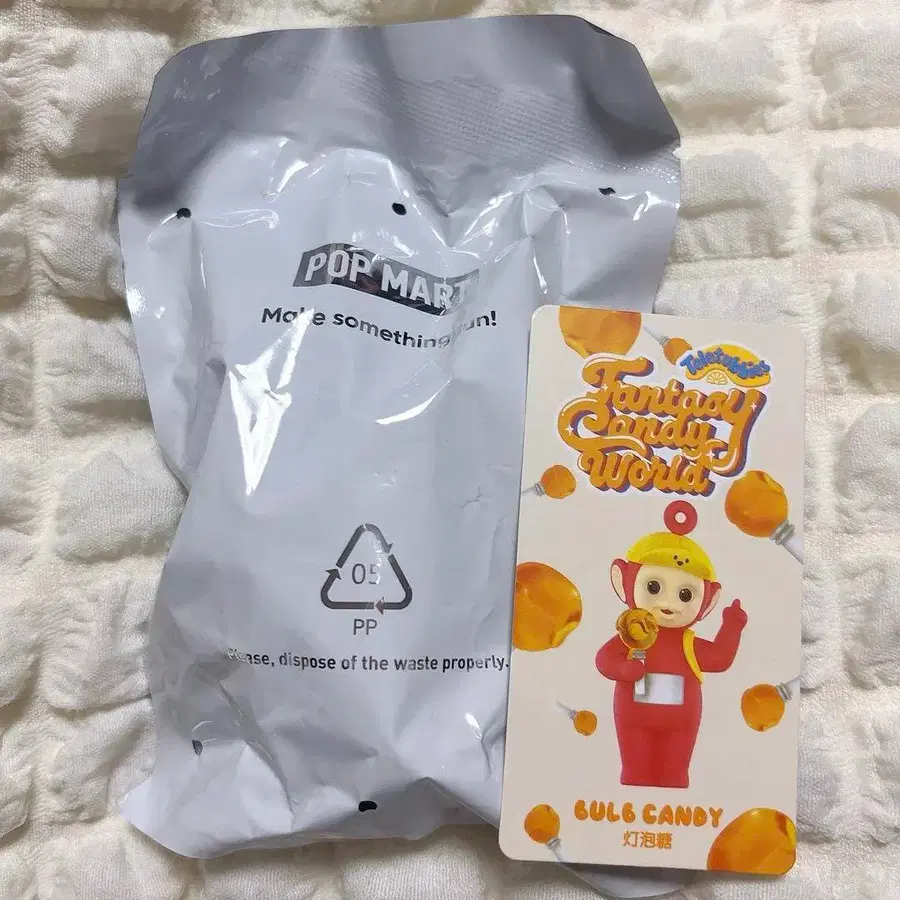 POP MART
Make something fun!
05
PP
Please, dispose of the waste properly.
Teletubbies
Fantasy
Candy
World
BULB CANDY
灯泡糖